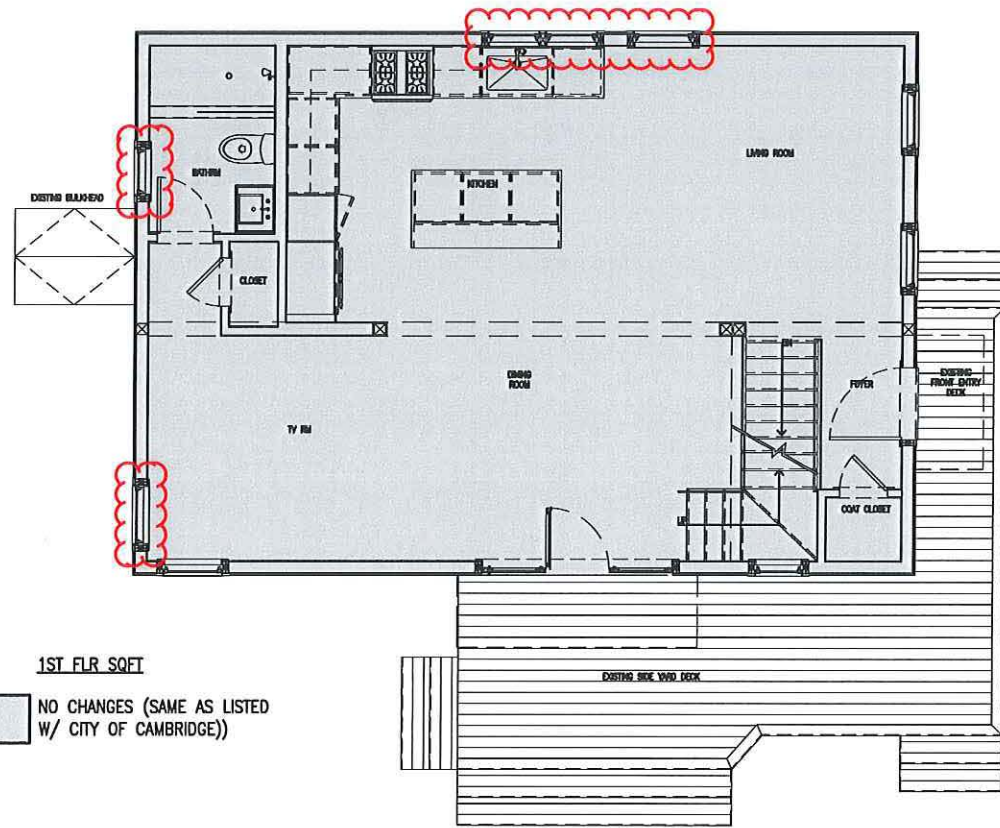 LIVING ROOM
BATHRM
KITCHEN
EXISTING BULKHEAD
CLOSET
DN
DINING
ROOM
FOYER
EXISTING
FRONT ENTRY
DECK
TV RM
COAT CLOSET
UP
EXISTING SIDE YARD DECK
1ST FLR SQFT
NO CHANGES (SAME AS LISTED
W/ CITY OF CAMBRIDGE))